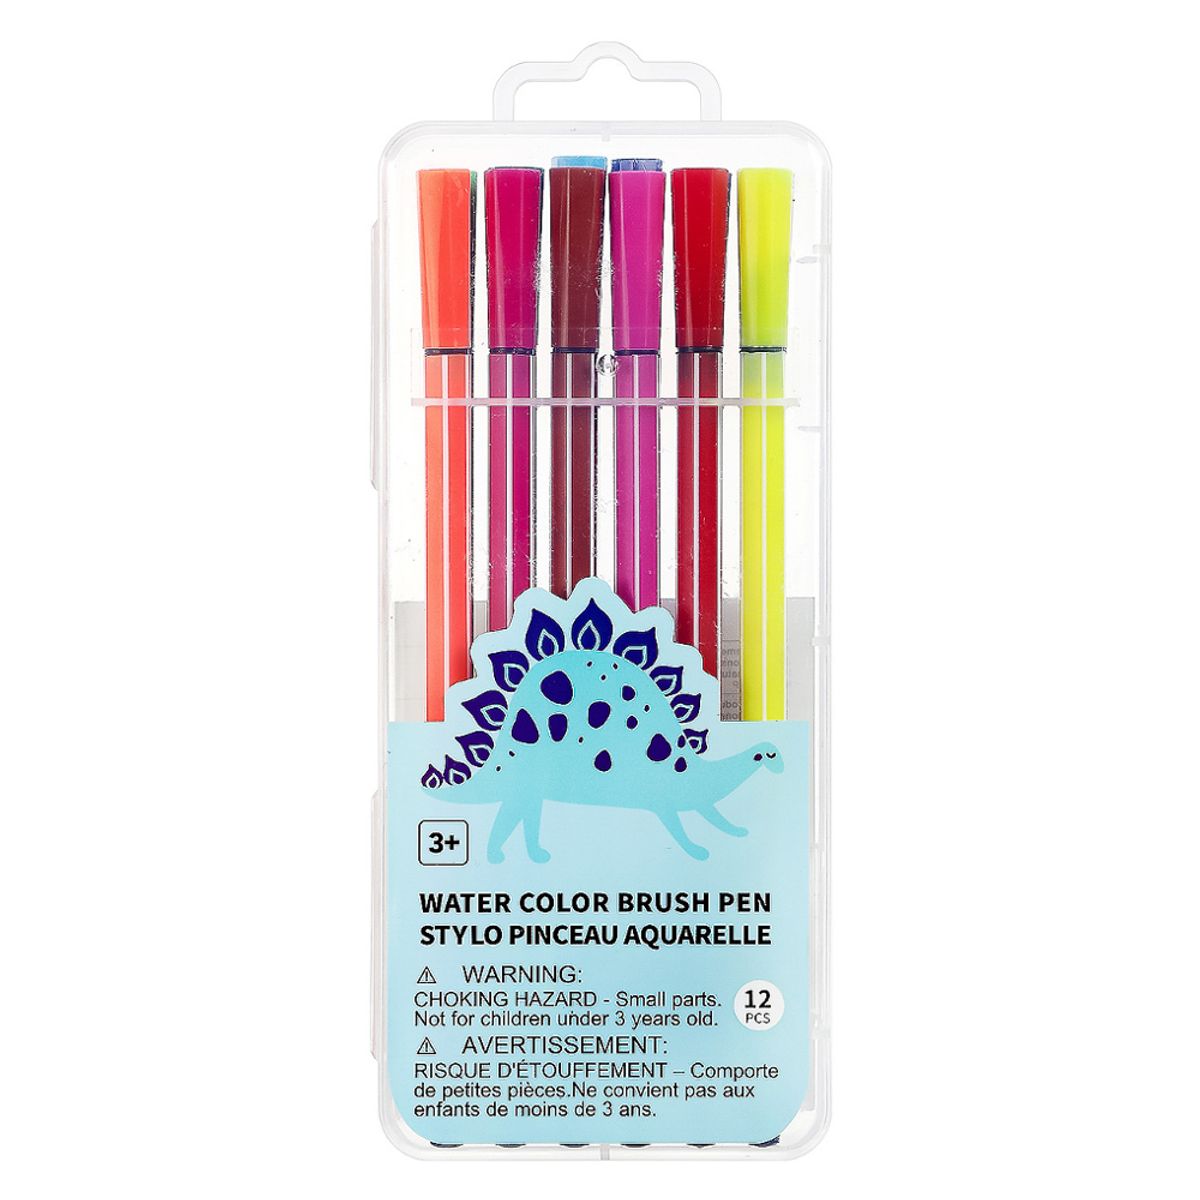 3+
WATER COLOR BRUSH PEN
STYLO PINCEAU AQUARELLE
⚠ WARNING:
CHOKING HAZARD - Small parts.
Not for children under 3 years old.
12
PCS
⚠ AVERTISSEMENT:
RISQUE D'ÉTOUFFEMENT – Comporte
de petites pièces.Ne convient pas aux
enfants de moins de 3 ans.